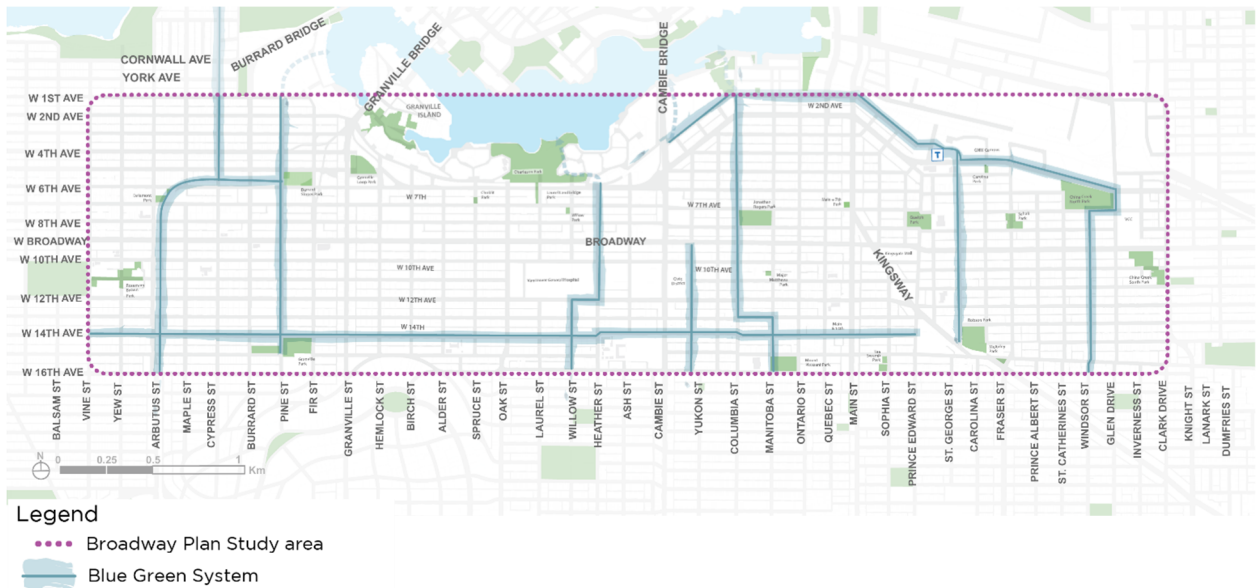 CORNWALL AVE
YORK AVE
BURRARD BRIDGE
GRANVILLE BRIDGE
CAMBIE BRIDGE
GRANVILLE
ISLAND
W 1ST AVE
W 2ND AVE
W 2ND AVE
W 4TH AVE
T
W 6TH AVE
W 7TH
W 7TH AVE
W 8TH AVE
W BROADWAY
BROADWAY
W 10TH AVE
W 10TH AVE
W 10TH AVE
KINGSWAY
W 12TH AVE
W 12TH AVE
W 14TH AVE
W 14TH
W 16TH AVE
BALSAM ST
VINE ST
YEW ST
ARBUTUS ST
MAPLE ST
CYPRESS ST
BURRARD ST
PINE ST
FIR ST
GRANVILLE ST
HEMLOCK ST
BIRCH ST
ALDER ST
SPRUCE ST
OAK ST
LAUREL ST
WILLOW ST
HEATHER ST
ASH ST
CAMBIE ST
YUKON ST
COLUMBIA ST
MANITOBA ST
ONTARIO ST
QUEBEC ST
MAIN ST
SOPHIA ST
PRINCE EDWARD ST
ST. GEORGE ST
CAROLINA ST
FRASER ST
PRINCE ALBERT ST
ST. CATHERINES ST
WINDSOR ST
GLEN DRIVE
INVERNESS ST
CLARK DRIVE
KNIGHT ST
LANARK ST
DUMFRIES ST
N
0 0.25 0.5 1
Km
Legend
Broadway Plan Study area
Blue Green System